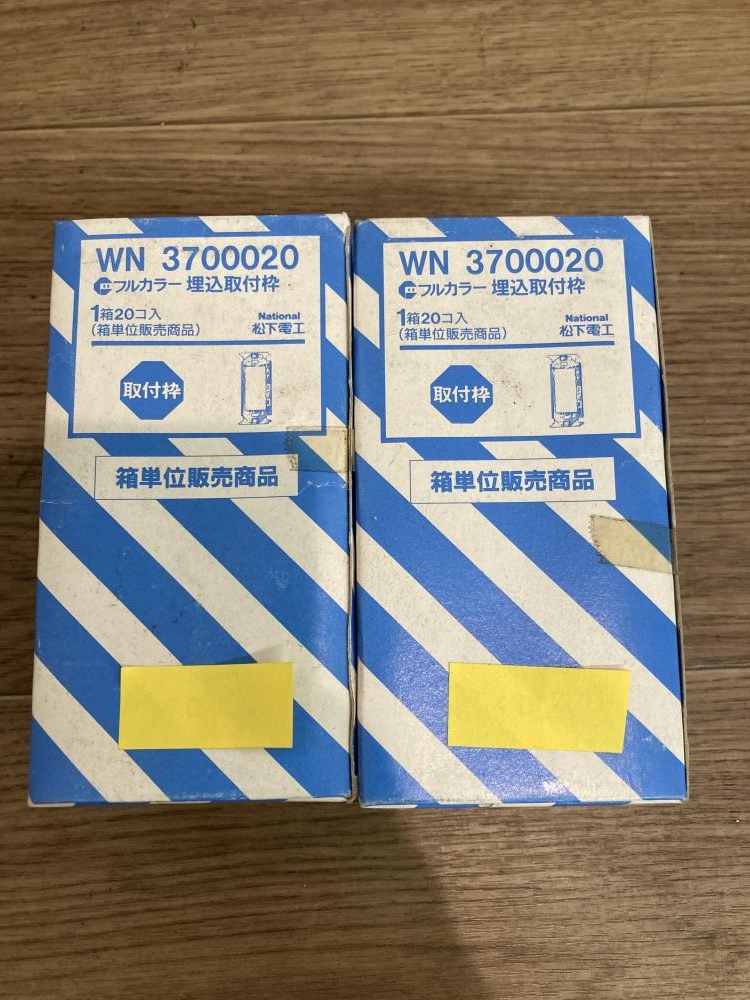 WN 3700020
フルカラー 埋込取付枠
1箱20コ入
(箱単位販売商品)
National
松下電工
取付枠
箱単位販売商品
WN 3700020
フルカラー 埋込取付枠
1箱20コ入
(箱単位販売商品)
National
松下電工
取付枠
箱単位販売商品